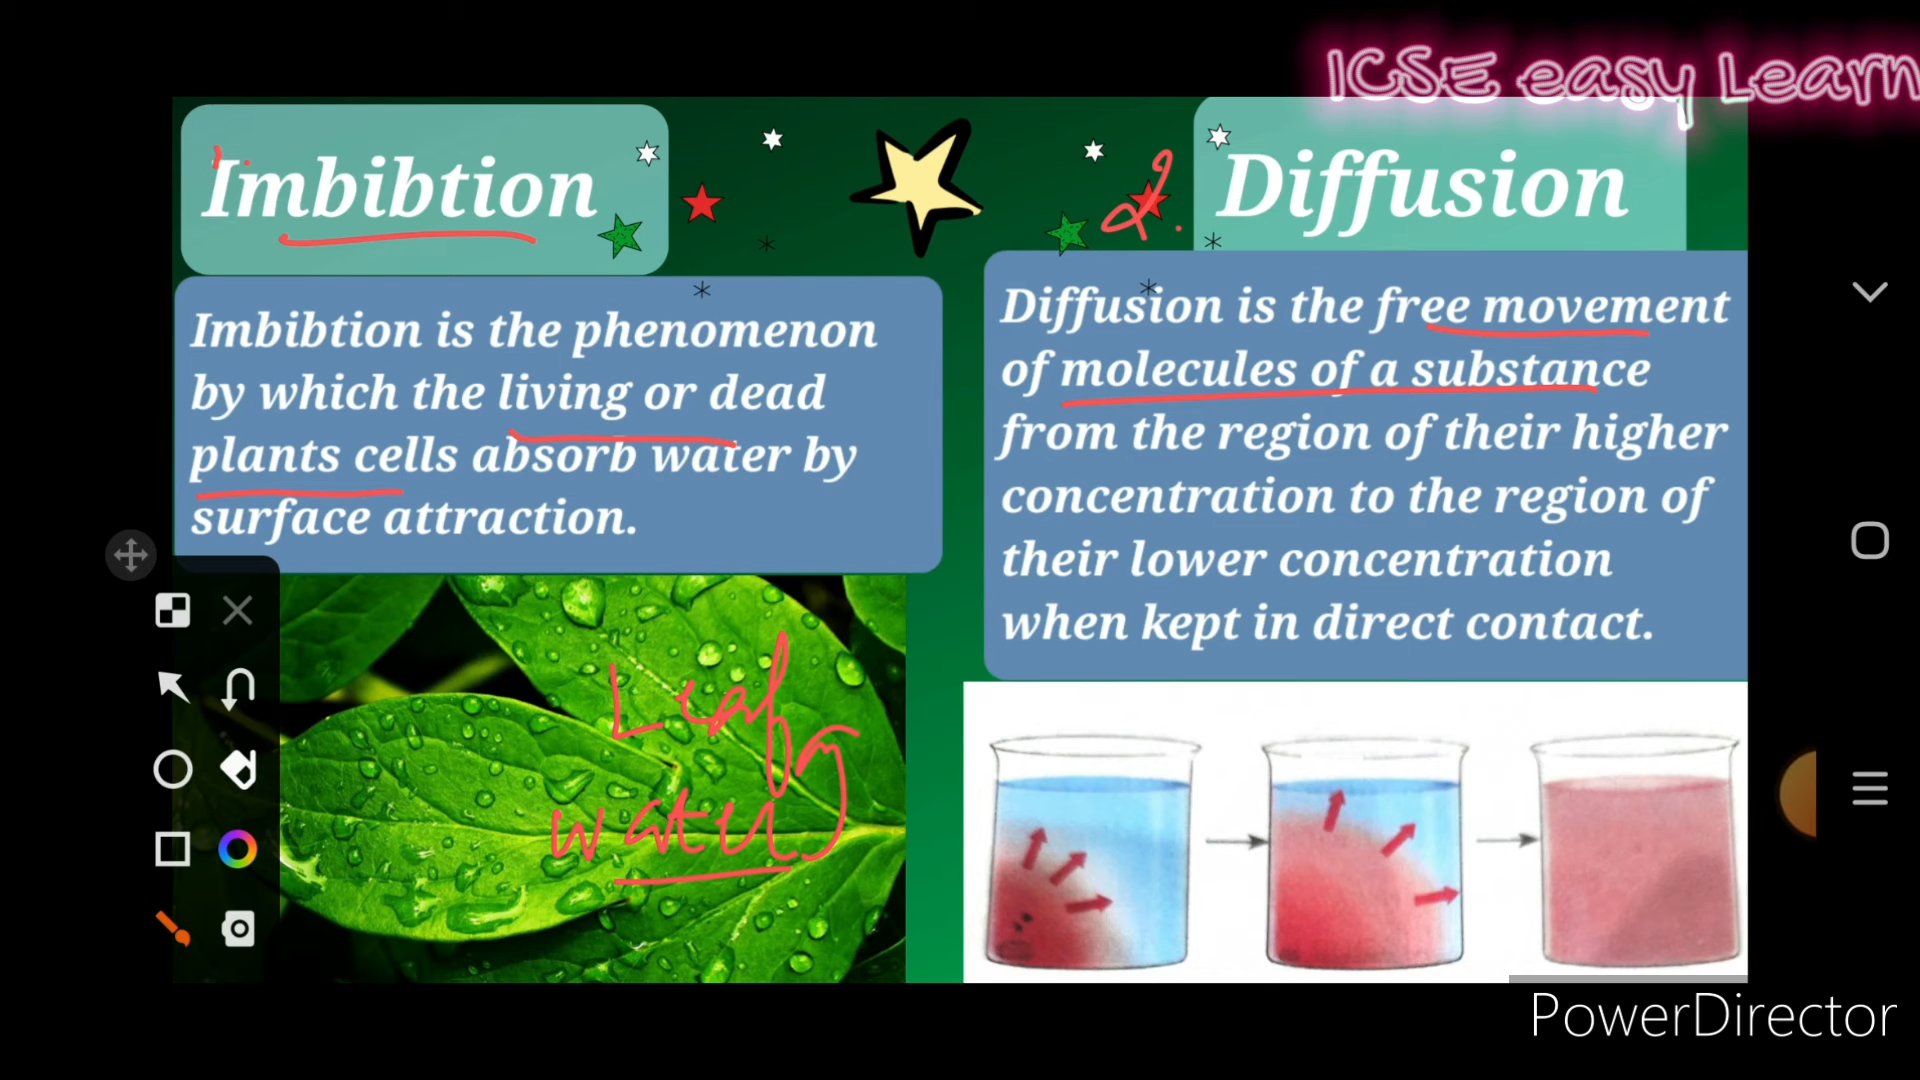 ICSE easy Learn
Imbibtion
Imbibtion is the phenomenon
by which the living or dead
plants cells absorb water by
surface attraction.
Leaf
water
2.
Diffusion
Diffusion is the free movement
of molecules of a substance
from the region of their higher
concentration to the region of
their lower concentration
when kept in direct contact.
PowerDirector